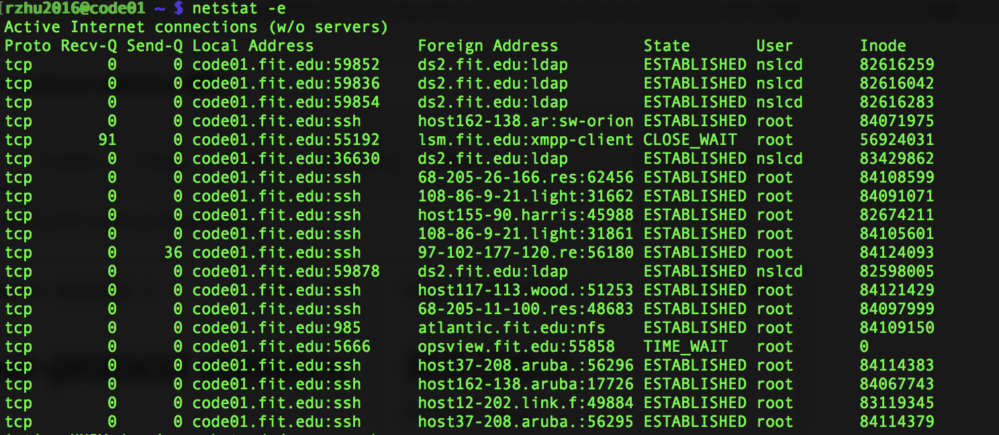 [rzhu2016@code01 ~ $ netstat -e
Active Internet connections (w/o servers)
Proto Recv-Q Send-Q Local Address           Foreign Address         State       User       Inode
tcp        0      0 code01.fit.edu:59852    ds2.fit.edu:ldap        ESTABLISHED nslcd      82616259
tcp        0      0 code01.fit.edu:59836    ds2.fit.edu:ldap        ESTABLISHED nslcd      82616042
tcp        0      0 code01.fit.edu:59854    ds2.fit.edu:ldap        ESTABLISHED nslcd      82616283
tcp        0      0 code01.fit.edu:ssh      host162-138.ar:sw-orion ESTABLISHED root       84071975
tcp       91      0 code01.fit.edu:55192    lsm.fit.edu:xmpp-client CLOSE_WAIT  root       56924031
tcp        0      0 code01.fit.edu:36630    ds2.fit.edu:ldap        ESTABLISHED nslcd      83429862
tcp        0      0 code01.fit.edu:ssh      68-205-26-166.res:62456 ESTABLISHED root       84108599
tcp        0      0 code01.fit.edu:ssh      108-86-9-21.light:31662 ESTABLISHED root       84091071
tcp        0      0 code01.fit.edu:ssh      host155-90.harris:45988 ESTABLISHED root       82674211
tcp        0      0 code01.fit.edu:ssh      108-86-9-21.light:31861 ESTABLISHED root       84105601
tcp        0     36 code01.fit.edu:ssh      97-102-177-120.re:56180 ESTABLISHED root       84124093
tcp        0      0 code01.fit.edu:59878    ds2.fit.edu:ldap        ESTABLISHED nslcd      82598005
tcp        0      0 code01.fit.edu:ssh      host117-113.wood.:51253 ESTABLISHED root       84121429
tcp        0      0 code01.fit.edu:ssh      68-205-11-100.res:48683 ESTABLISHED root       84097999
tcp        0      0 code01.fit.edu:985      atlantic.fit.edu:nfs    ESTABLISHED root       84109150
tcp        0      0 code01.fit.edu:5666     opsview.fit.edu:55858   TIME_WAIT   root       0
tcp        0      0 code01.fit.edu:ssh      host37-208.aruba.:56296 ESTABLISHED root       84114383
tcp        0      0 code01.fit.edu:ssh      host162-138.aruba:17726 ESTABLISHED root       84067743
tcp        0      0 code01.fit.edu:ssh      host12-202.link.f:49884 ESTABLISHED root       83119345
tcp        0      0 code01.fit.edu:ssh      host37-208.aruba.:56295 ESTABLISHED root       84114379